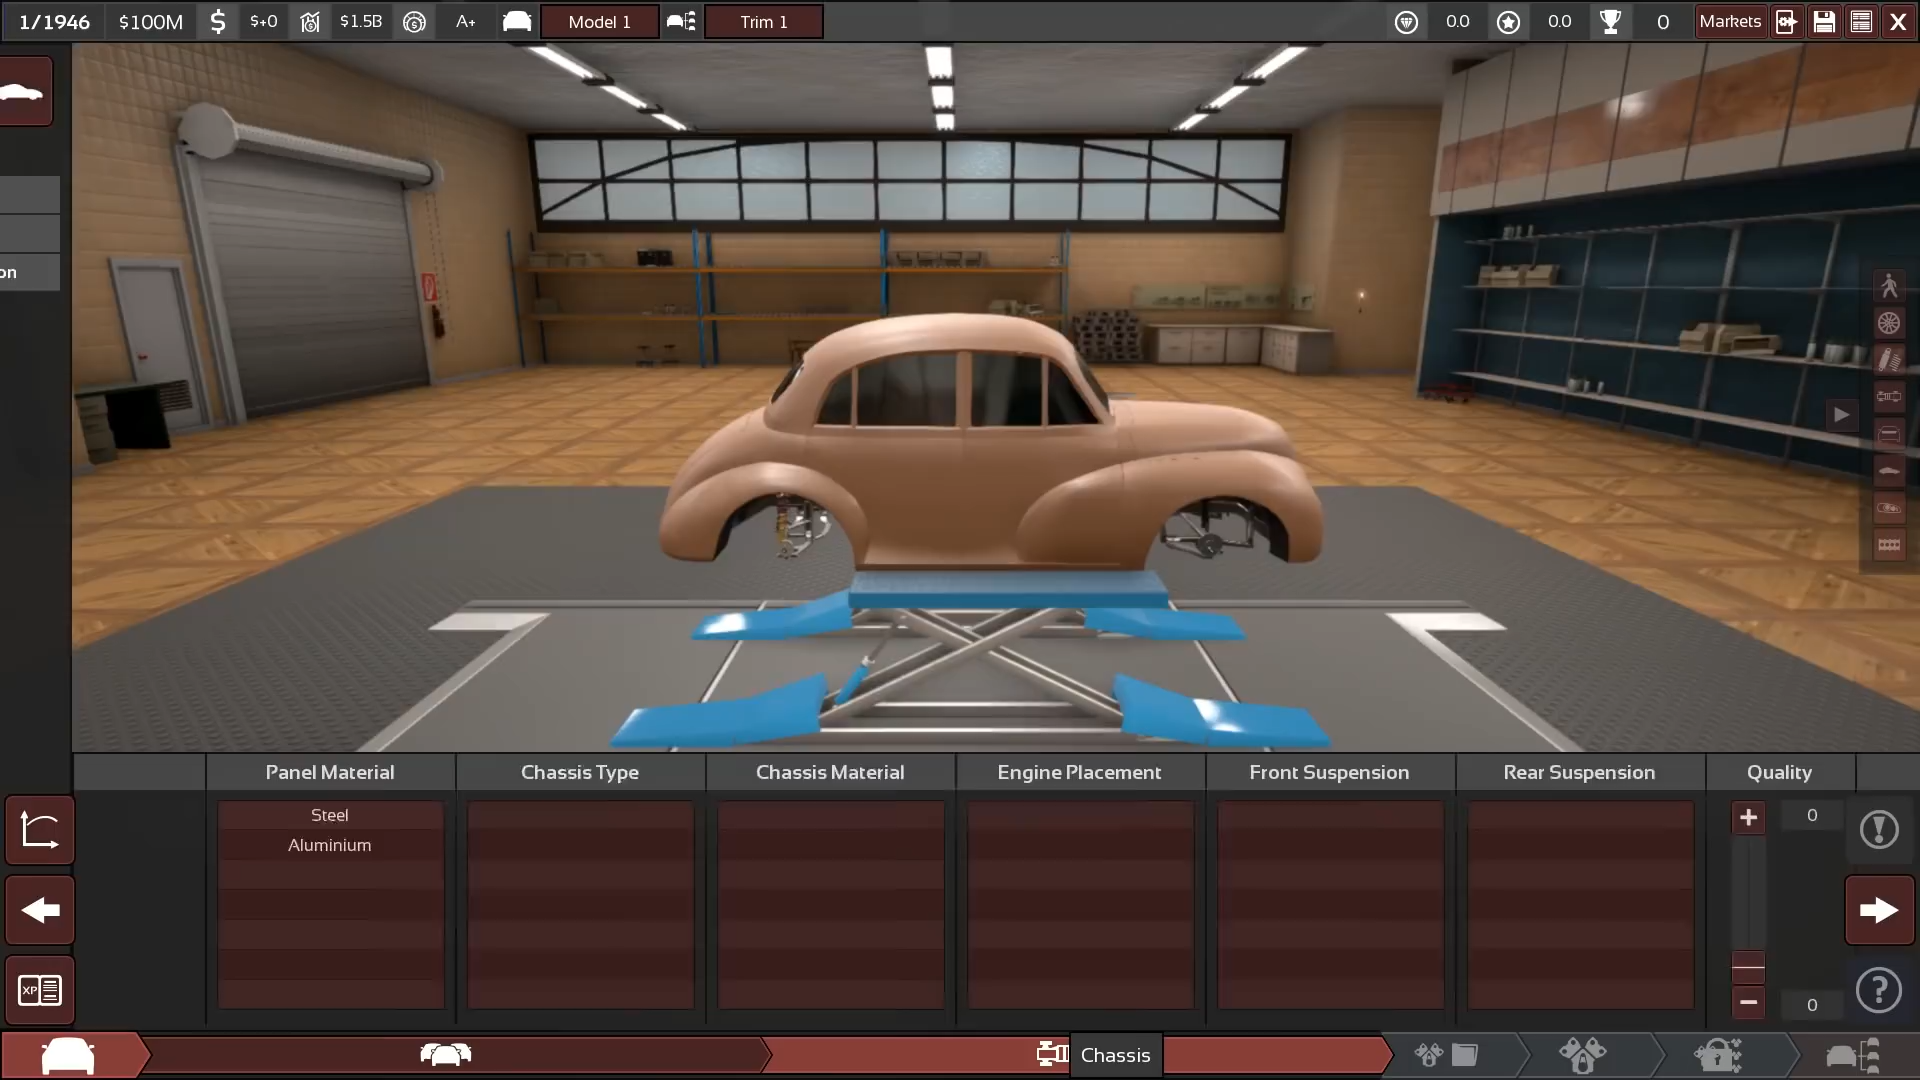 1/1946 $100M $+0 $1.5B A+ Model 1 Trim 1 0.0 0.0 0 Markets X
on
Panel Material Chassis Type Chassis Material Engine Placement Front Suspension Rear Suspension Quality
Steel
Aluminium
+ 0
- 0
XP
?
Chassis